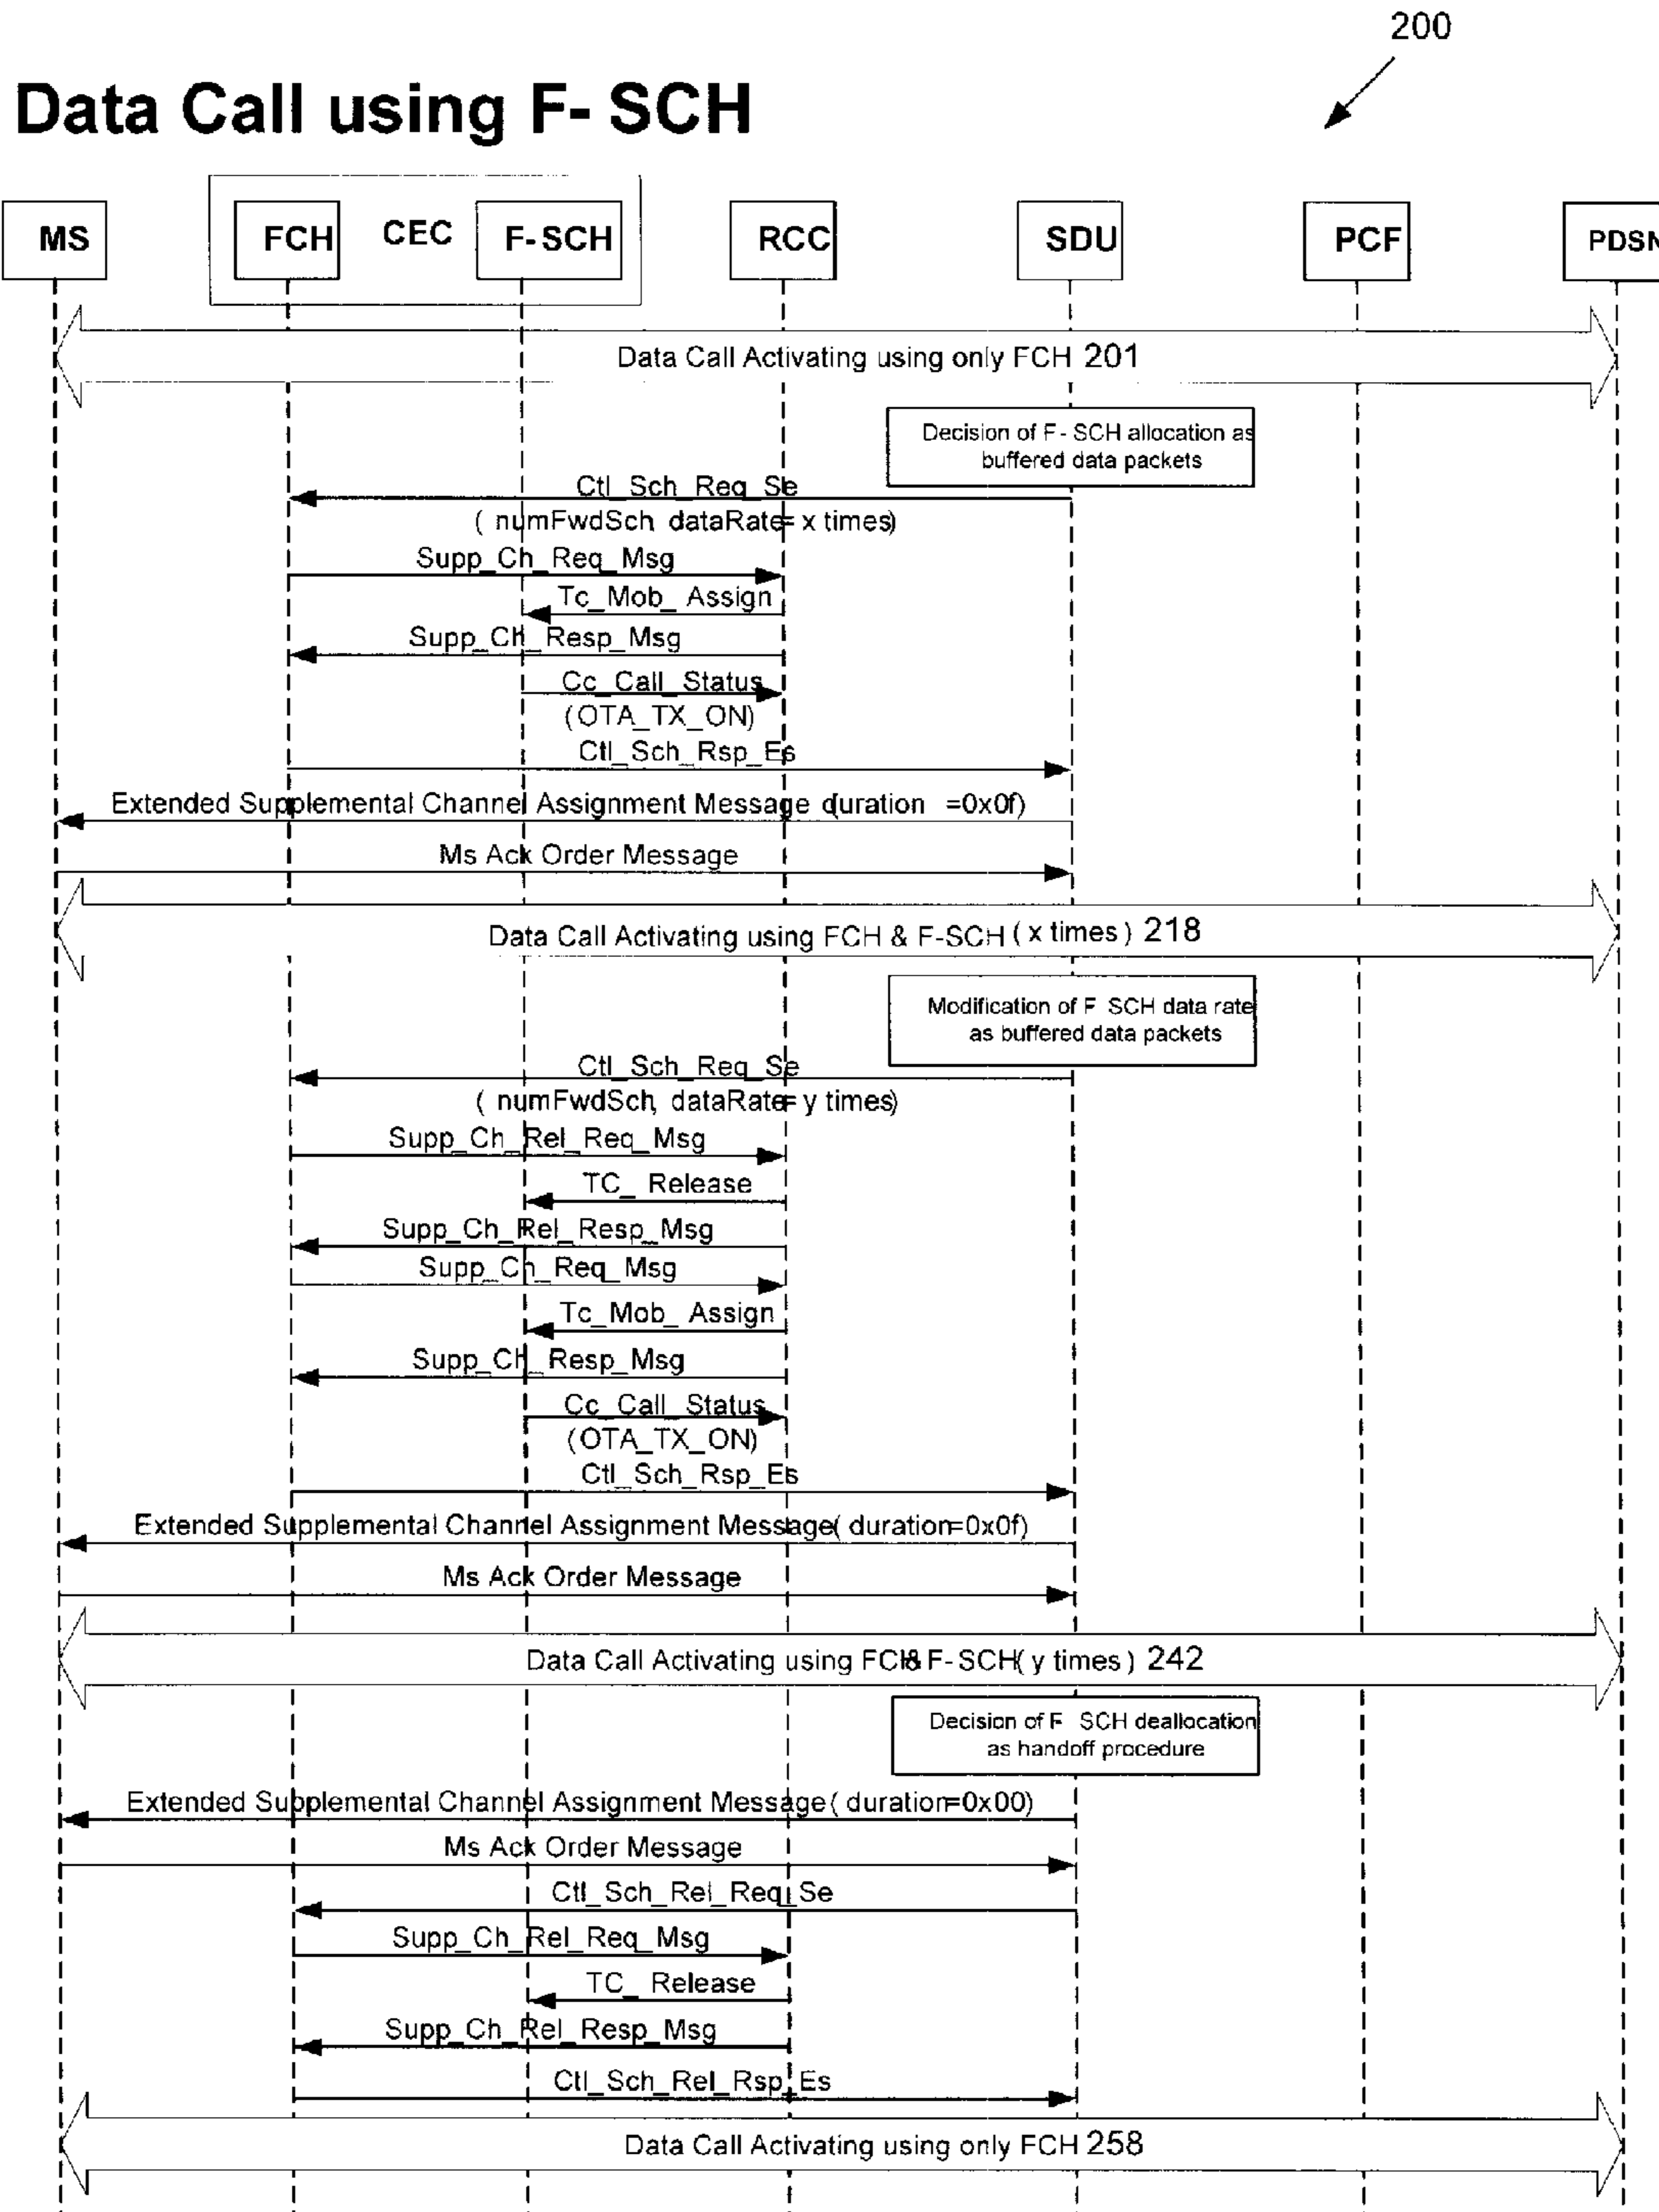 200
Data Call using F- SCH
MS
FCH
CEC
F- SCH
RCC
SDU
PCF
PDSN
Data Call Activating using only FCH 201
Decision of F - SCH allocation as
buffered data packets
Ctl_Sch_Req_Se
( numFwdSch dataRate= x times)
Supp_Ch_Req_Msg
Tc_Mob_ Assign
Supp_Ch_Resp_Msg
Cc_Call_Status
(OTA_TX_ON)
Ctl_Sch_Rsp_Es
Extended Supplemental Channel Assignment Message (duration =0x0f)
Ms Ack Order Message
Data Call Activating using FCH & F-SCH ( x times ) 218
Modification of F SCH data rate
as buffered data packets
Ctl_Sch_Req_Se
( numFwdSch, dataRate= y times)
Supp_Ch_Rel_Req_Msg
TC_ Release
Supp_Ch_Rel_Resp_Msg
Supp_Ch_Req_Msg
Tc_Mob_ Assign
Supp_Ch_ Resp_Msg
Cc_Call_Status
(OTA_TX_ON)
Ctl_Sch_Rsp_Es
Extended Supplemental Channel Assignment Message( duration=0x0f)
Ms Ack Order Message
Data Call Activating using FCH& F-SCH( y times ) 242
Decision of F SCH deallocation
as handoff procedure
Extended Supplemental Channel Assignment Message ( duration=0x00)
Ms Ack Order Message
Ctl_Sch_Rel_Req_Se
Supp_Ch_Rel_Req_Msg
TC_ Release
Supp_Ch_Rel_Resp_Msg
Ctl_Sch_Rel_Rsp_Es
Data Call Activating using only FCH 258